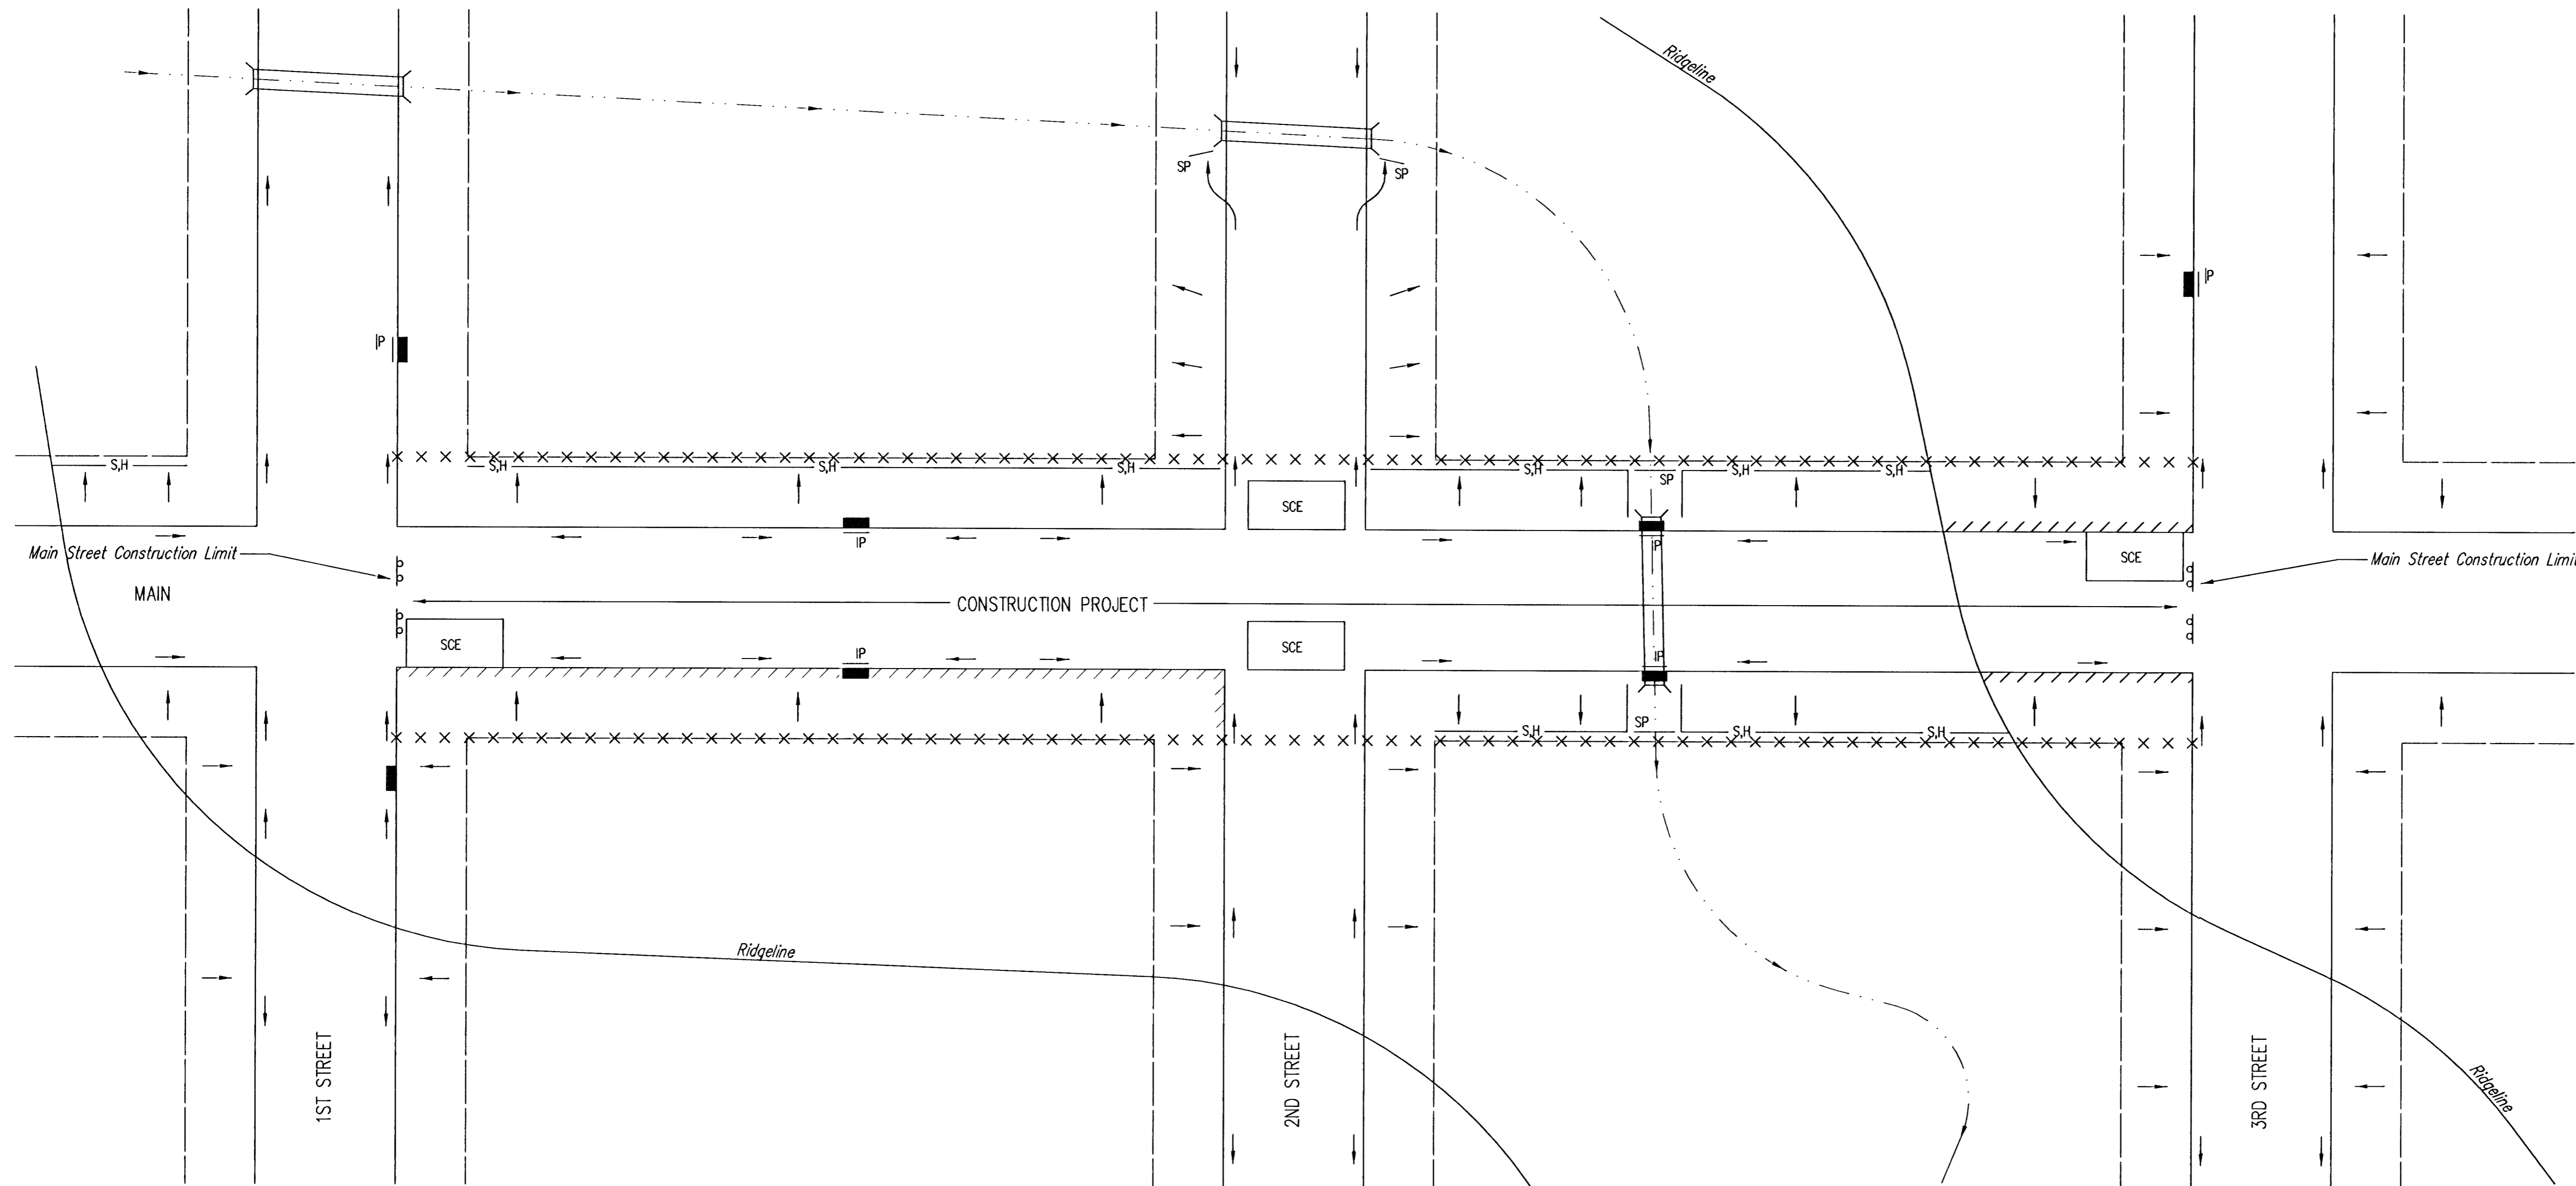 Ridgeline
SP
SP
IP
IP
S,H
S,H
S,H
S,H
S,H
S,H
S,H
SP
SCE
IP
IP
Main Street Construction Limit
SCE
Main Street Construction Limit
MAIN
CONSTRUCTION PROJECT
SCE
SCE
IP
IP
SP
S,H
S,H
S,H
Ridgeline
1ST STREET
2ND STREET
3RD STREET
Ridgeline